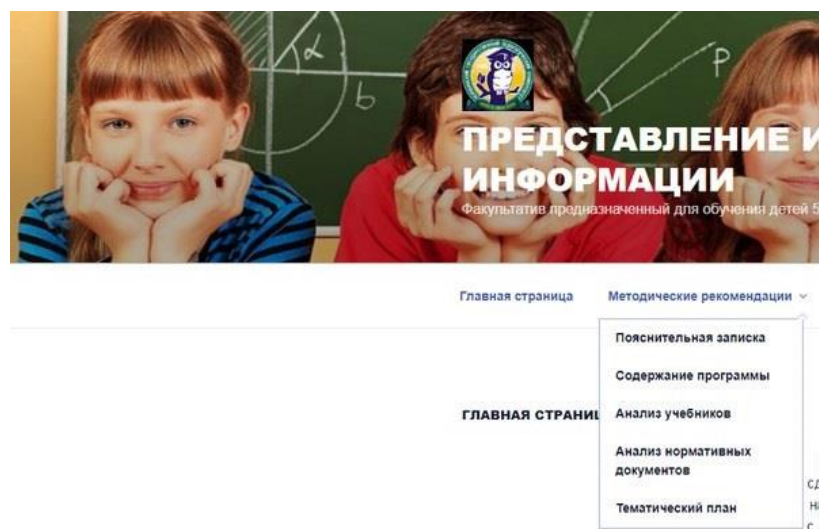 α
b
P
ПРЕДСТАВЛЕНИЕ И
ИНФОРМАЦИИ
Факультатив предназначенный для обучения детей 5
Главная страница Методические рекомендации
Пояснительная записка
Содержание программы
ГЛАВНАЯ СТРАНИЦ Анализ учебников
Анализ нормативных
документов
Тематический план